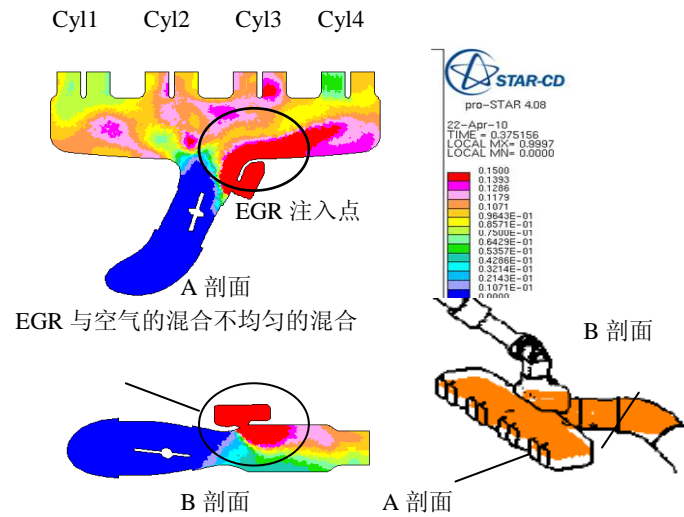 Cyl1 Cyl2 Cyl3 Cyl4
STAR-CD
pro-STAR 4.08
22-Apr-10
TIME = 0.375156
LOCAL MX= 0.9997
LOCAL MN= 0.0000
0.1500
0.1393
0.1286
0.1179
0.1071
0.9643E-01
0.8571E-01
0.7500E-01
0.6429E-01
0.5357E-01
0.4286E-01
0.3214E-01
0.2143E-01
0.1071E-01
0.0000
EGR 注入点
A 剖面
EGR 与空气的混合不均匀的混合
B 剖面
B 剖面
A 剖面